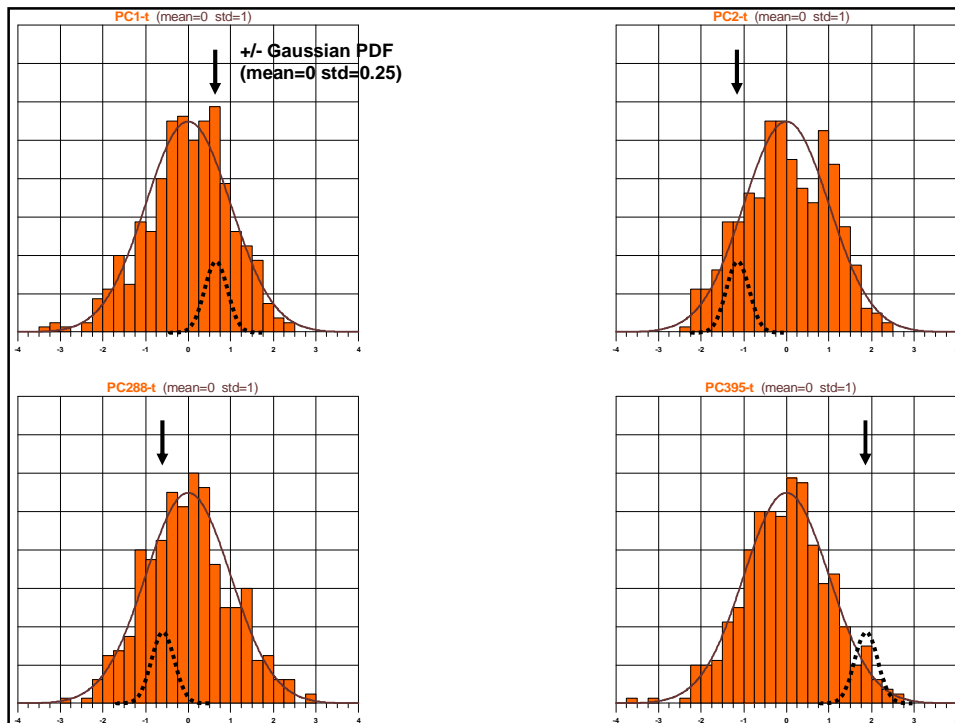 PC1-t (mean=0 std=1)
+/- Gaussian PDF
(mean=0 std=0.25)
-4 -3 -2 -1 0 1 2 3 4
PC2-t (mean=0 std=1)
-4 -3 -2 -1 0 1 2 3
PC288-t (mean=0 std=1)
-4 -3 -2 -1 0 1 2 3 4
PC395-t (mean=0 std=1)
-4 -3 -2 -1 0 1 2 3